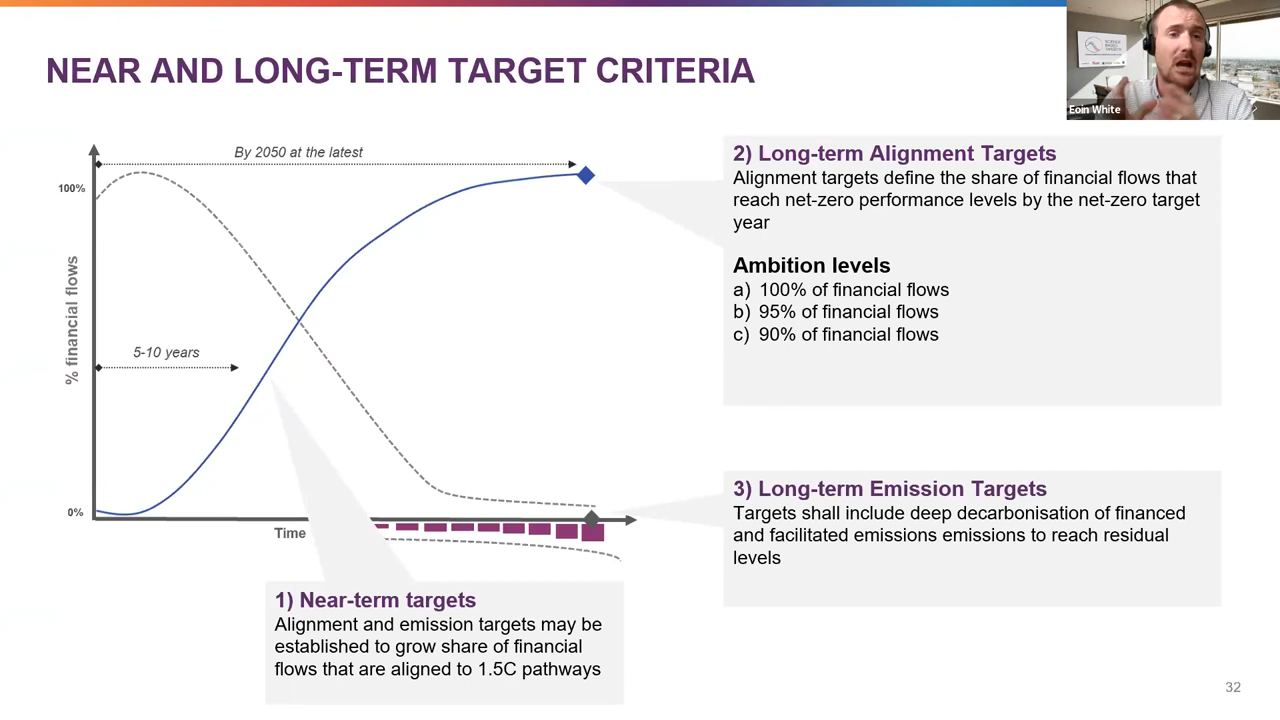 NEAR AND LONG-TERM TARGET CRITERIA
Eoin White
By 2050 at the latest
100%
% financial flows
5-10 years
0%
Time
1) Near-term targets
Alignment and emission targets may be
established to grow share of financial
flows that are aligned to 1.5C pathways
2) Long-term Alignment Targets
Alignment targets define the share of financial flows that
reach net-zero performance levels by the net-zero target
year
Ambition levels
a) 100% of financial flows
b) 95% of financial flows
c) 90% of financial flows
3) Long-term Emission Targets
Targets shall include deep decarbonisation of financed
and facilitated emissions emissions to reach residual
levels
32